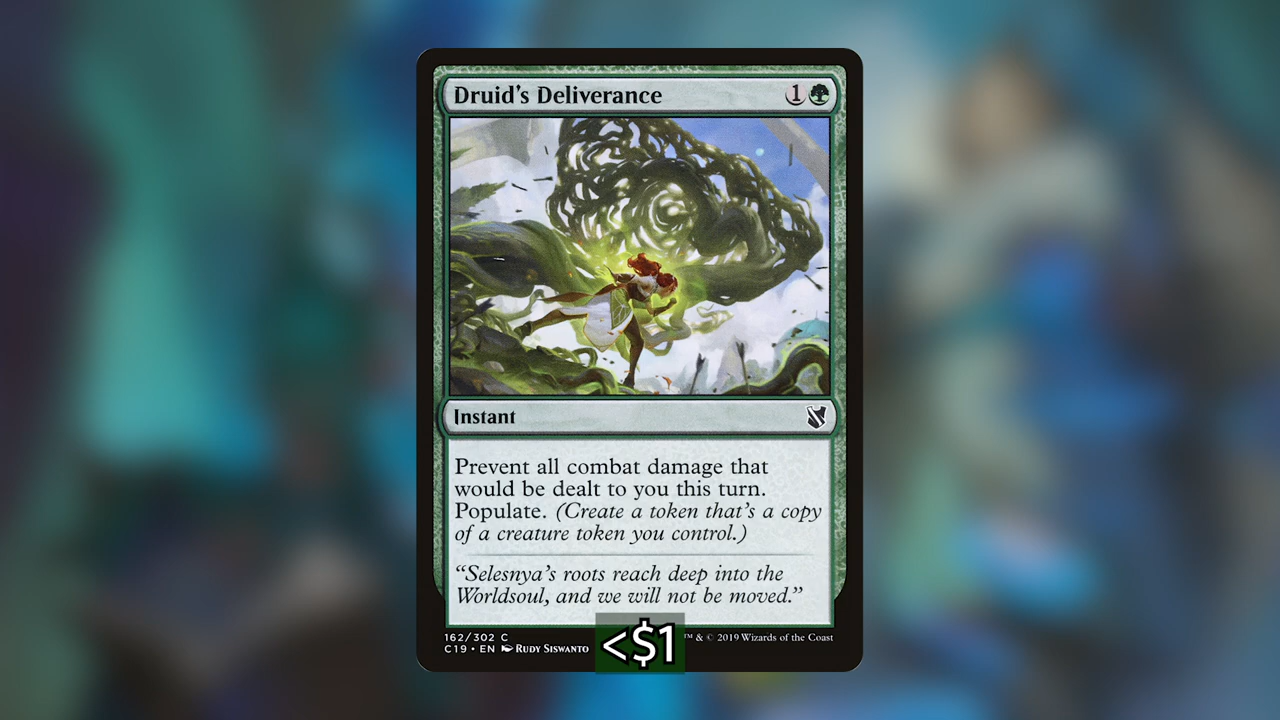 Druid's Deliverance 1
Instant
Prevent all combat damage that
would be dealt to you this turn.
Populate. (Create a token that's a copy
of a creature token you control.)
“Selesnya's roots reach deep into the
Worldsoul, and we will not be moved.”
162/302 C
C19 • EN Rudy Siswanto
<$1
™ & © 2019 Wizards of the Coast